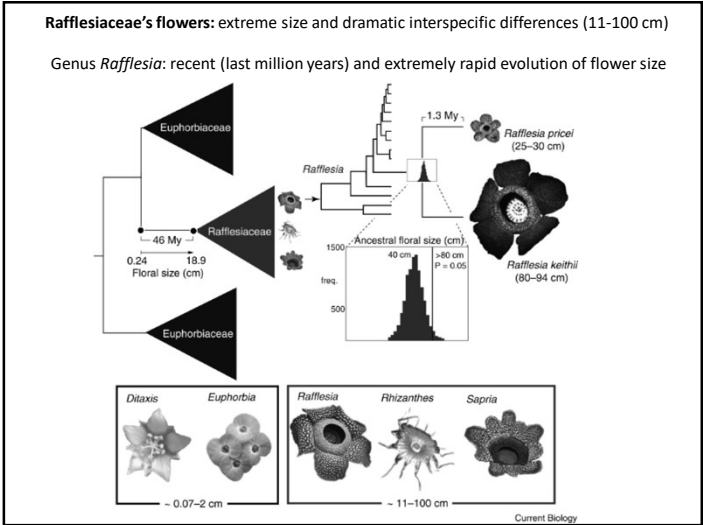 Rafflesiaceae's flowers: extreme size and dramatic interspecific differences (11-100 cm)
Genus Rafflesia: recent (last million years) and extremely rapid evolution of flower size
Euphorbiaceae
1.3 My
Rafflesia pricei
(25–30 cm)
Rafflesia
Rafflesiaceae
46 My
0.24 18.9
Floral size (cm)
Ancestral floral size (cm)
1500
40 cm
>80 cm
P = 0.05
freq.
500
Rafflesia keithii
(80–94 cm)
Euphorbiaceae
Ditaxis Euphorbia
~ 0.07–2 cm
Rafflesia Rhizanthes Sapria
~ 11–100 cm
Current Biology